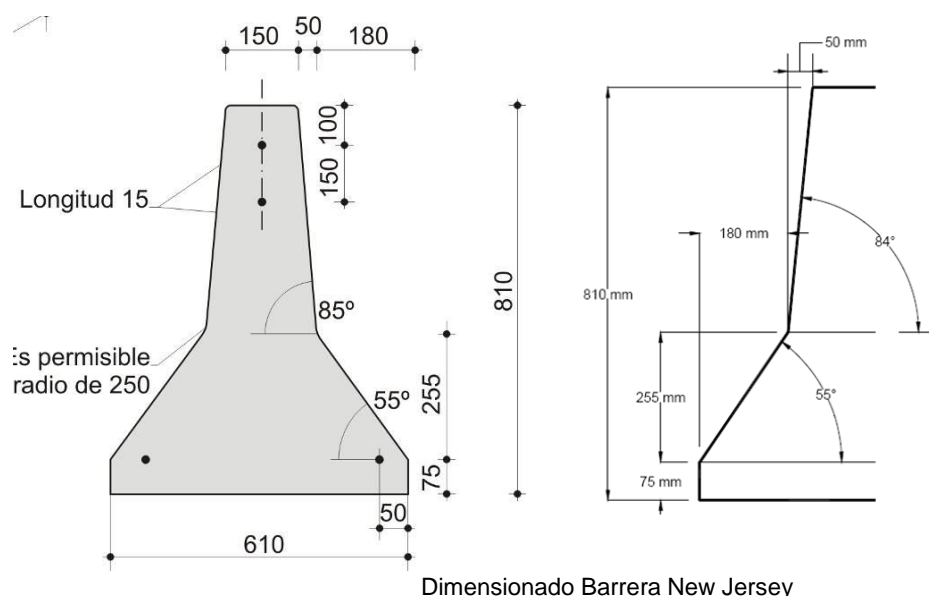 150 50 180
100
150
Longitud 15
85º
Es permisible
radio de 250
55º
255
75
50
610
810
50 mm
180 mm
84°
810 mm
255 mm
55°
75 mm
Dimensionado Barrera New Jersey